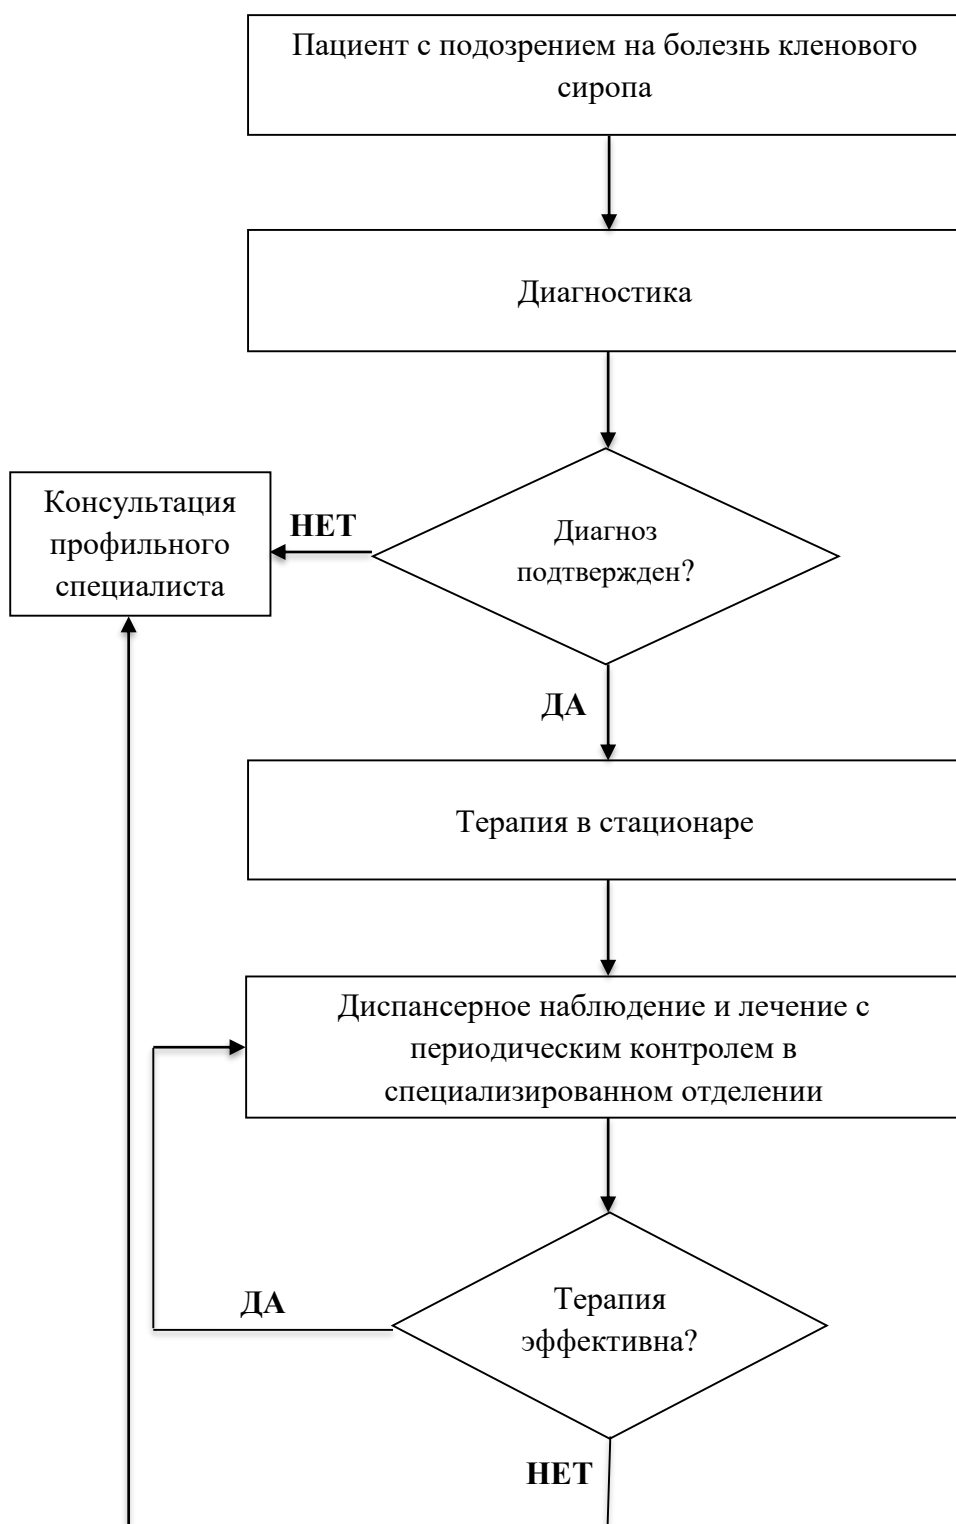 Пациент с подозрением на болезнь кленового
сиропа
Диагностика
Консультация
профильного
специалиста
НЕТ
Диагноз
подтвержден?
ДА
Терапия в стационаре
Диспансерное наблюдение и лечение с
периодическим контролем в
специализированном отделении
ДА
Терапия
эффективна?
НЕТ